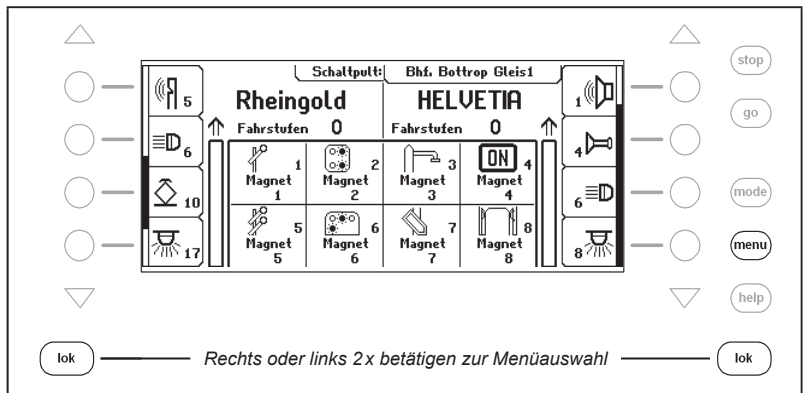 stop
Schaltpult: Bhf. Bottrop Gleis1
5 Rheingold HELVETIA 1
go
Fahrstufen 0 Fahrstufen 0
6 4
1 2 3 ON 4
Magnet Magnet Magnet Magnet
1 2 3 4
10 6
mode
5 6 7 8
Magnet Magnet Magnet Magnet
5 6 7 8
17 8
menu
help
lok Rechts oder links 2x betätigen zur Menüauswahl lok